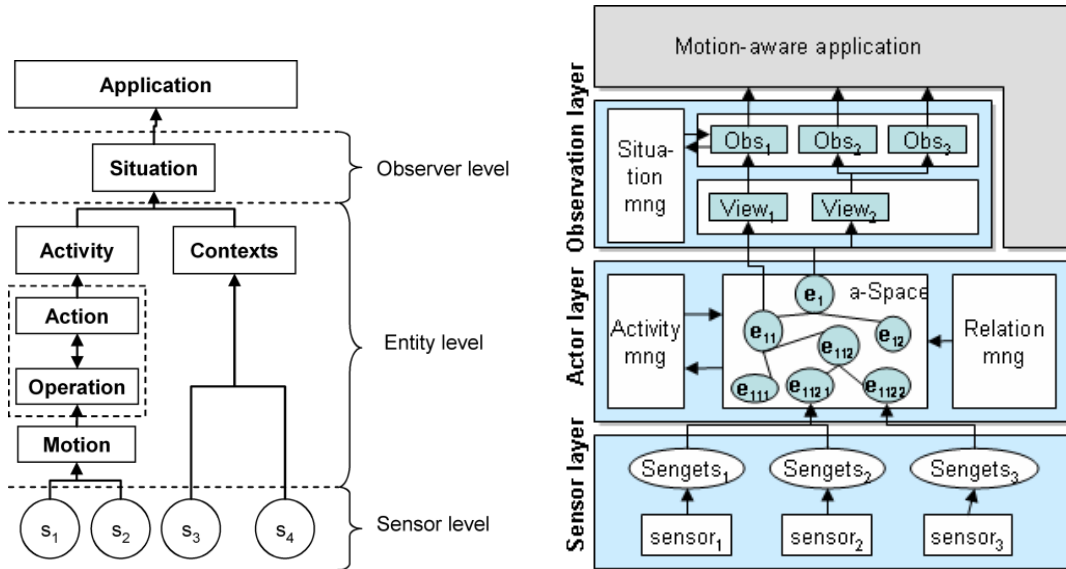 Application
Situation
Observer level
Activity
Contexts
Action
Operation
Entity level
Motion
s1
s2
s3
s4
Sensor level
Motion-aware application
Observation layer
Situa-
tion
mng
Obs1
Obs2
Obs3
View1
View2
Actor layer
Activity
mng
a-Space
e1
e11
e12
e112
e111
e1121
e1122
Relation
mng
Sensor layer
Sengets1
Sengets2
Sengets3
sensor1
sensor2
sensor3